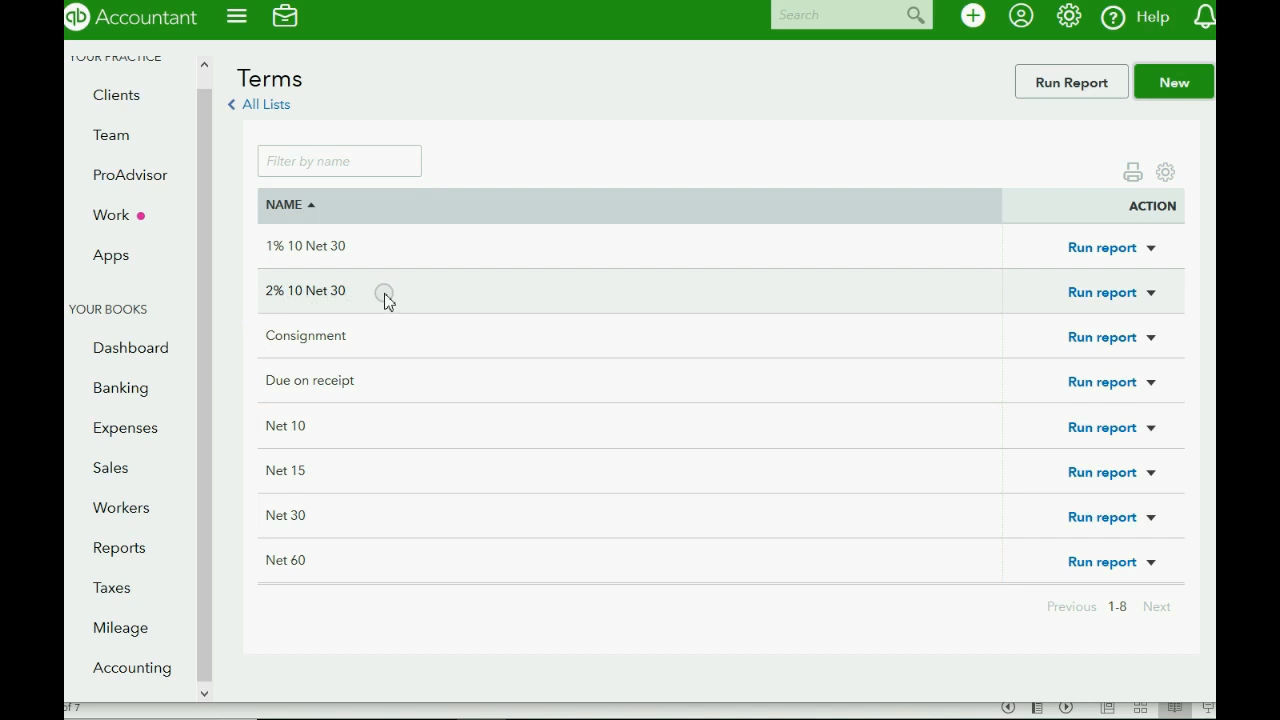 qb Accountant
Search
Help
YOUR PRACTICE
Clients
Team
ProAdvisor
Work
Apps
YOUR BOOKS
Dashboard
Banking
Expenses
Sales
Workers
Reports
Taxes
Mileage
Accounting
Terms
All Lists
Run Report
New
Filter by name
NAME ACTION
1% 10 Net 30 Run report
2% 10 Net 30 Run report
Consignment Run report
Due on receipt Run report
Net 10 Run report
Net 15 Run report
Net 30 Run report
Net 60 Run report
Previous 1-8 Next
of 7